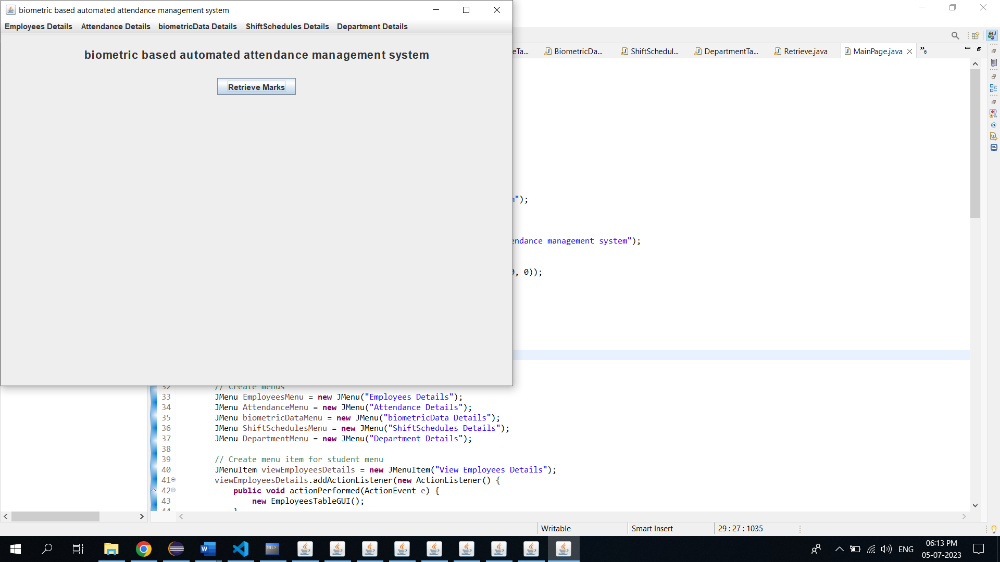 biometric based automated attendance management system
Employees Details Attendance Details biometricData Details ShiftSchedules Details Department Details
biometric based automated attendance management system
Retrieve Marks
eTa... BiometricDa... ShiftSchedul... DepartmentTa... Retrieve.java MainPage.java »6
");
endance management system");
, 0));
32 // Create menus
33 JMenu EmployeesMenu = new JMenu("Employees Details");
34 JMenu AttendanceMenu = new JMenu("Attendance Details");
35 JMenu biometricDataMenu = new JMenu("biometricData Details");
36 JMenu ShiftSchedulesMenu = new JMenu("ShiftSchedules Details");
37 JMenu DepartmentMenu = new JMenu("Department Details");
38
39 // Create menu item for student menu
40 JMenuItem viewEmployeesDetails = new JMenuItem("View Employees Details");
41 viewEmployeesDetails.addActionListener(new ActionListener() {
42 public void actionPerformed(ActionEvent e) {
43 new EmployeesTableGUI();
44 }
Writable Smart Insert 29 : 27 : 1035
ENG
06:13 PM
05-07-2023